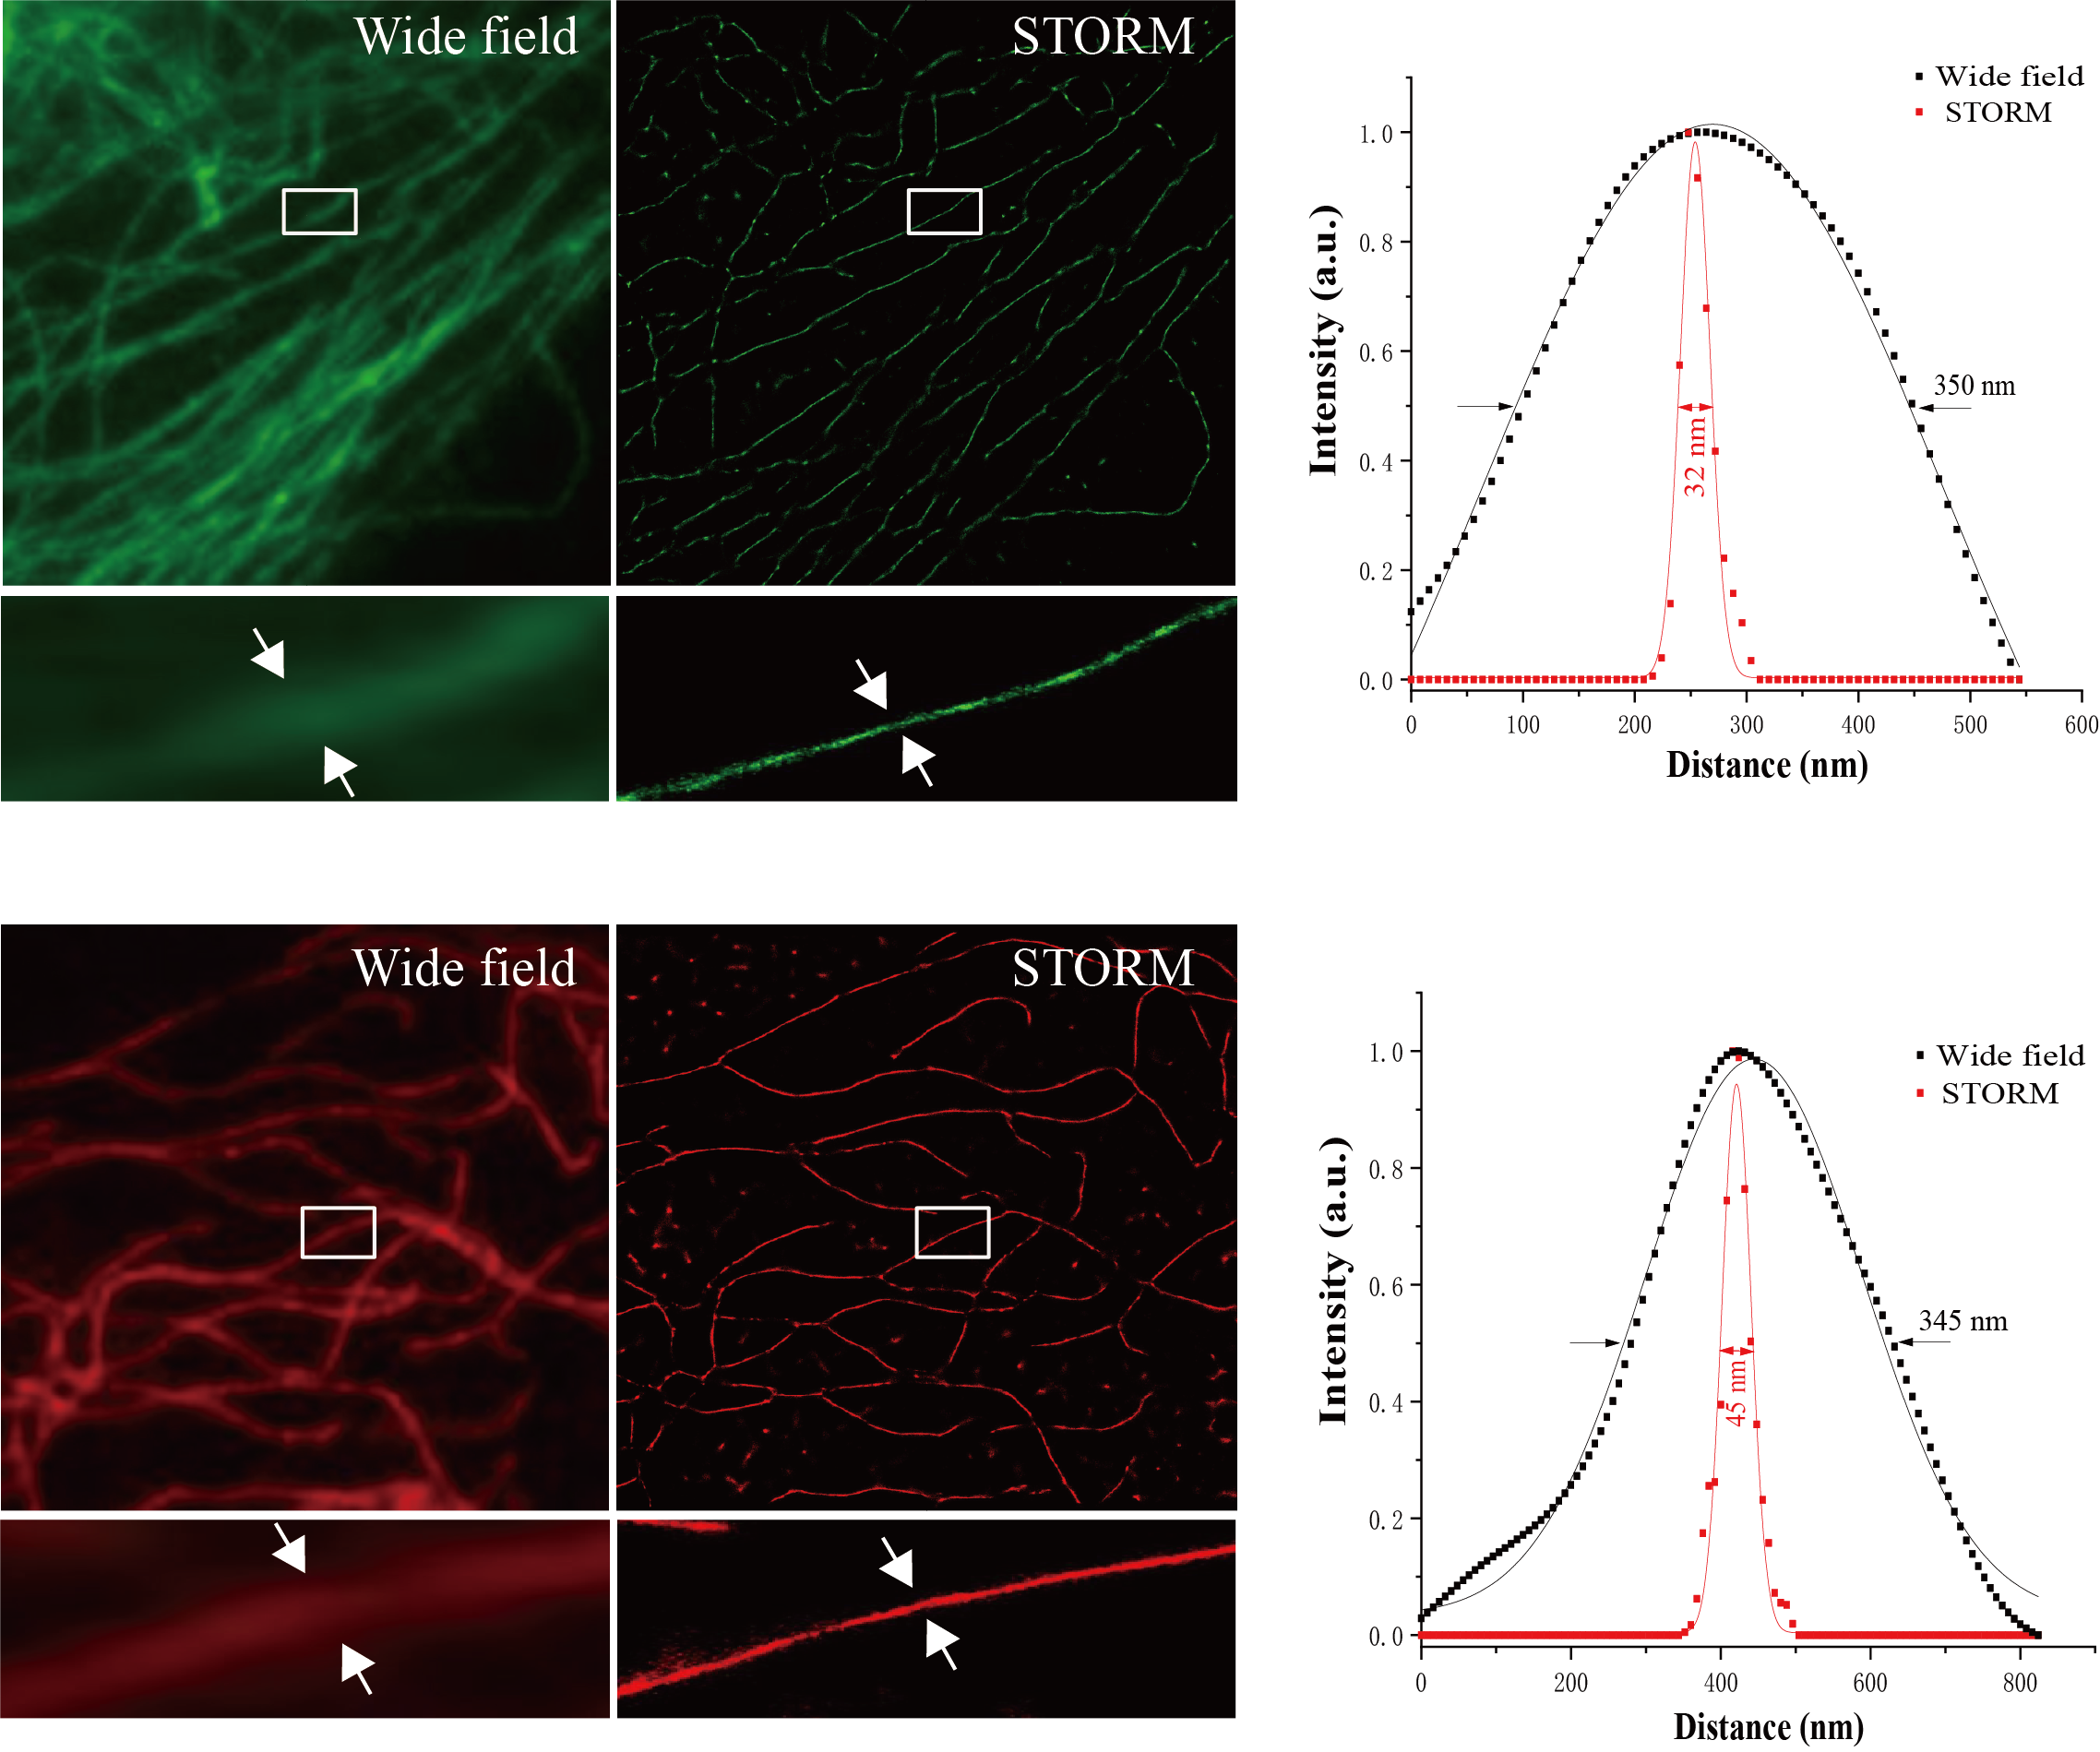 Wide field
STORM
Wide field
STORM
Intensity (a.u.)
1.0
0.8
0.6
0.4
0.2
0.0
350 nm
32 nm
0 100 200 300 400 500 600
Distance (nm)
Wide field
STORM
Wide field
STORM
Intensity (a.u.)
1.0
0.8
0.6
0.4
0.2
0.0
345 nm
45 nm
0 200 400 600 800
Distance (nm)